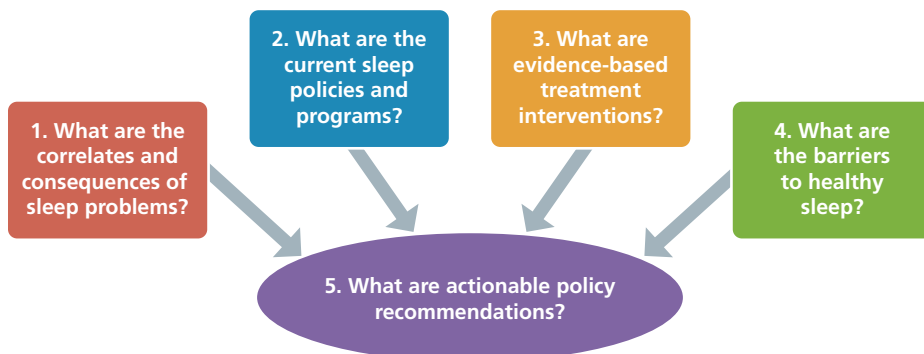 1. What are the
correlates and
consequences of
sleep problems?
2. What are the
current sleep
policies and
programs?
3. What are
evidence-based
treatment
interventions?
4. What are
the barriers
to healthy
sleep?
5. What are actionable policy
recommendations?